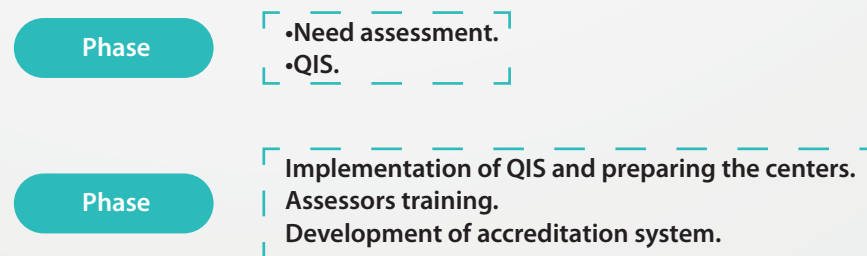 Phase
•Need assessment.
•QIS.
Phase
Implementation of QIS and preparing the centers.
Assessors training.
Development of accreditation system.